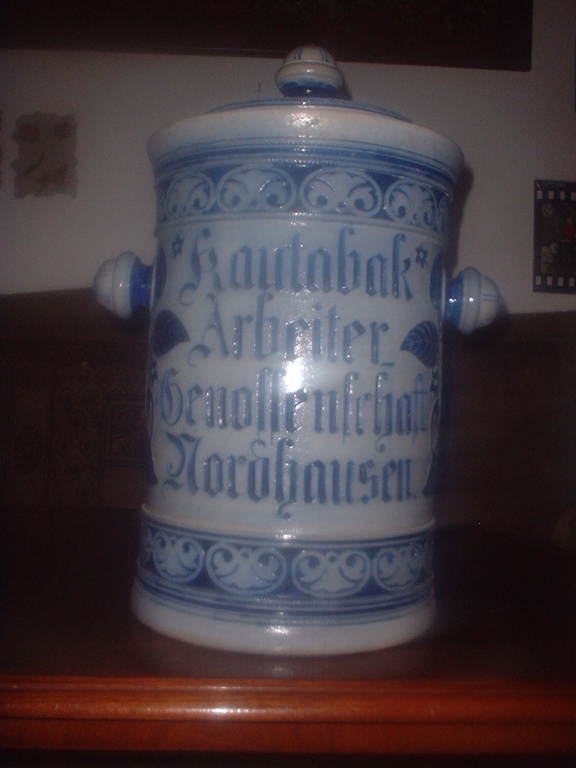 *Kautabak*
Arbeiter-
Genossenschaft
Nordhausen.